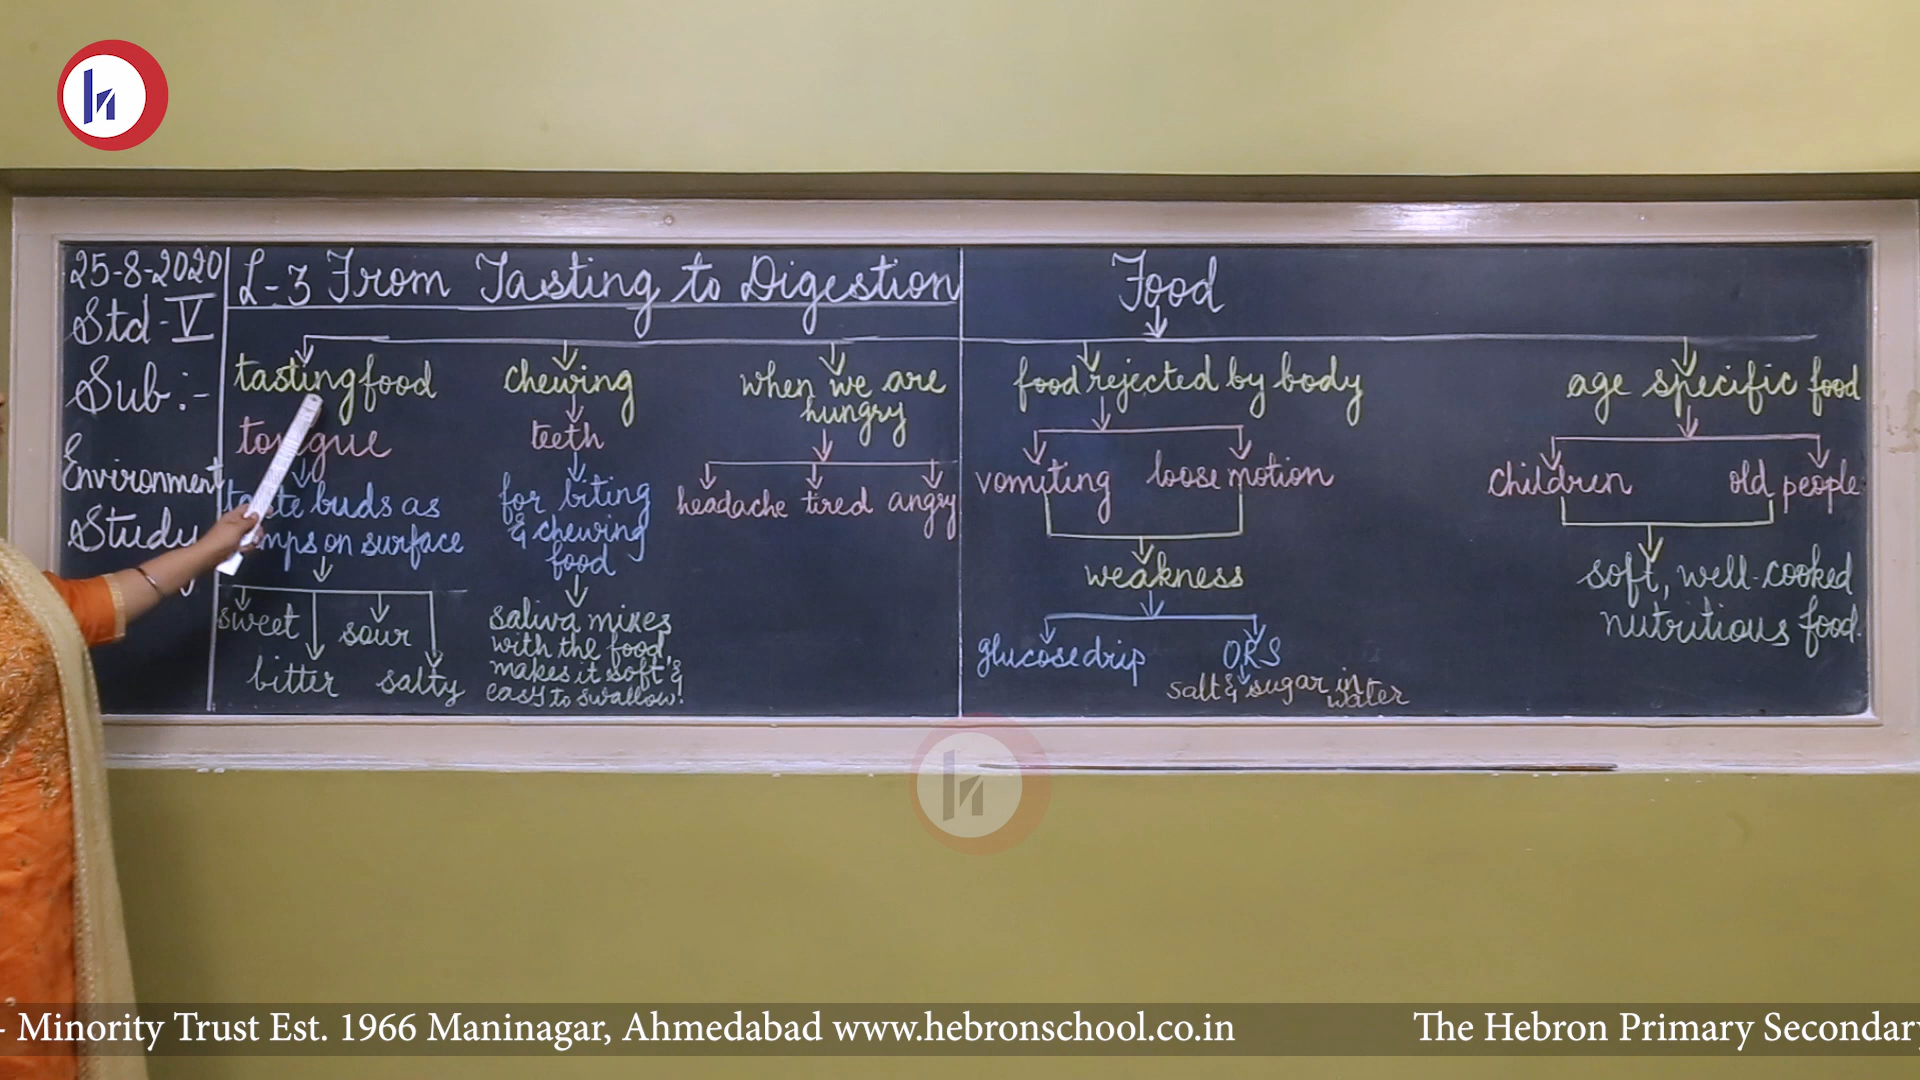 25-8-2020
Std-V
Sub:-
Environment
Study
L-3 From Tasting to Digestion
Food
tasting food
tongue
buds as
on surface
sweet
sour
bitter
salty
chewing
teeth
for biting
& chewing
food
saliva mixes
with the food,
makes it soft &
easy to swallow!
when we are
hungry
headache tired angry
food rejected by body
vomiting
loose motion
weakness
glucose drip
ORS
salt & sugar in
water
age specific food
children
old people
soft, well-cooked
nutritious food.
- Minority Trust Est. 1966 Maninagar, Ahmedabad www.hebronschool.co.in
The Hebron Primary Secondary